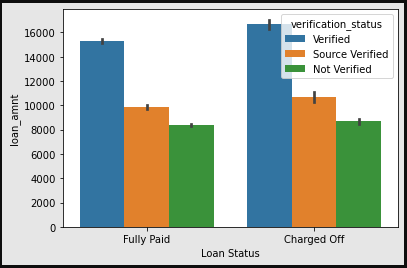 verification_status
Verified
Source Verified
Not Verified
16000
14000
12000
10000
8000
6000
4000
2000
0
loan_amnt
Fully Paid
Charged Off
Loan Status